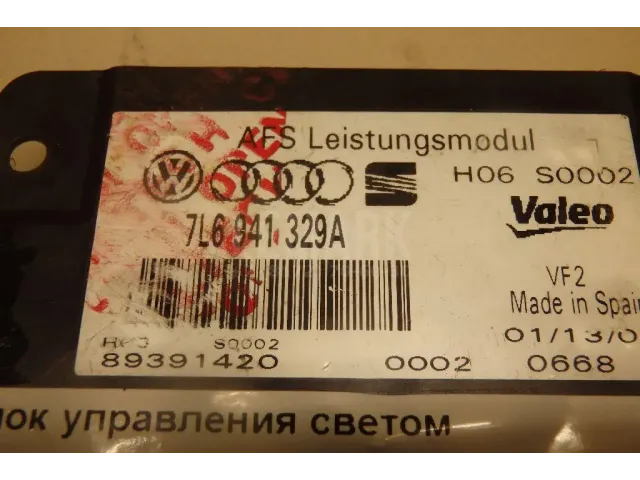 AFS Leistungsmodul
H06 S0002
7L6 941 329A
Valeo
VF2
Made in Spain
01/13/0
S0002
89391420 0002 0668
лок управления светом